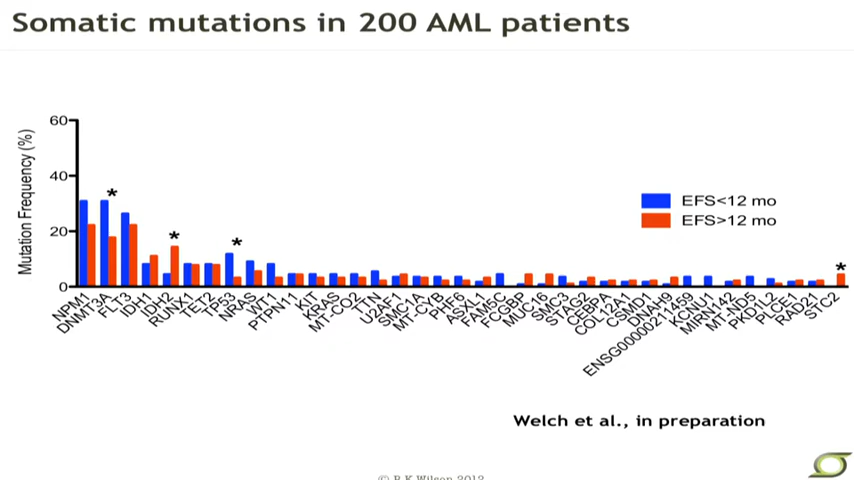 Somatic mutations in 200 AML patients
Mutation Frequency (%)
60
40
20
0
*
*
*
*
EFS<12 mo
EFS>12 mo
NPM1
DNMT3A
FLT3
IDH1
IDH2
RUNX1
TET2
TP53
NRAS
WT1
PTPN11
KIT
KRAS
MT-CO2
TTN
U2AF1
SMC1A
MT-CYB
PHF6
ASXL1
FAM5C
FCGBP
MUC16
SMC3
STAG2
CEBPA
COL12A1
CSMD1
DNAH9
ENSG00000211459
KCNU1
MIRN142
MT-ND5
PKD1L2
PLCE1
RAD21
STC2
Welch et al., in preparation
© R K Wilson 2012